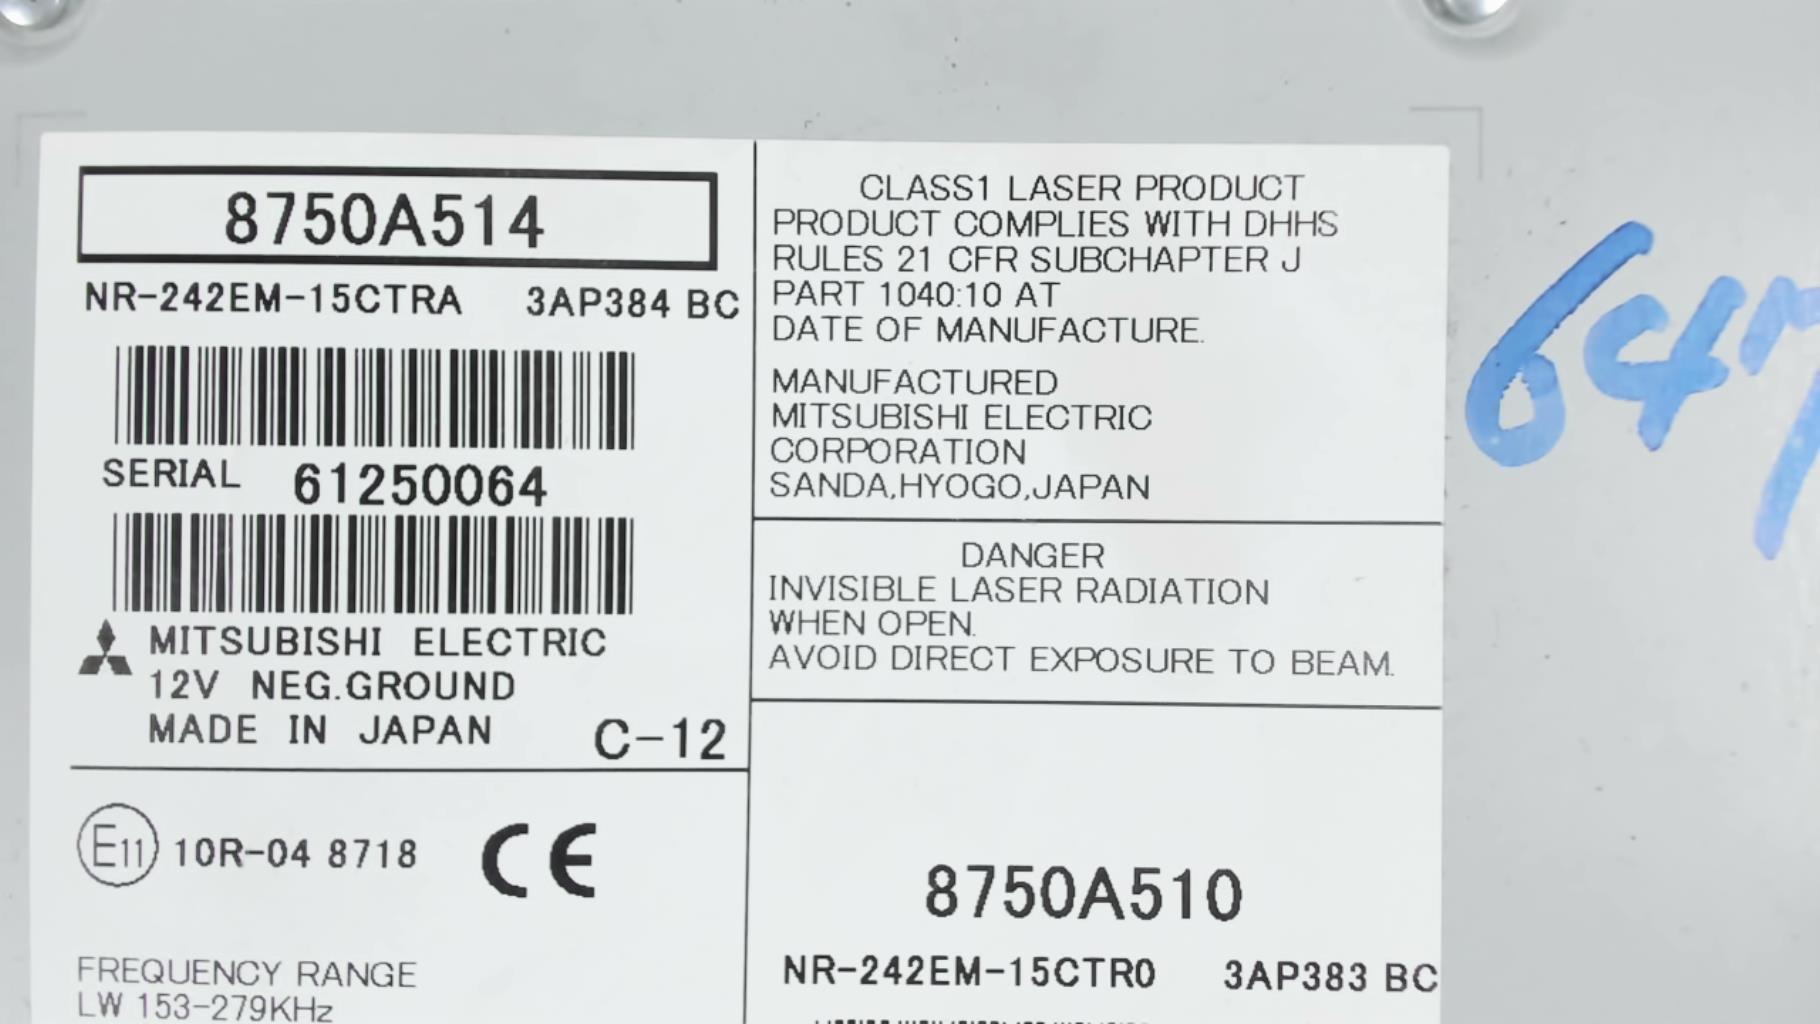 8750A514
NR-242EM-15CTRA 3AP384 BC
SERIAL 61250064
MITSUBISHI ELECTRIC
12V NEG.GROUND
MADE IN JAPAN C-12
E11 10R-04 8718 CE
FREQUENCY RANGE
LW 153-279KHz
CLASS1 LASER PRODUCT
PRODUCT COMPLIES WITH DHHS
RULES 21 CFR SUBCHAPTER J
PART 1040:10 AT
DATE OF MANUFACTURE.
MANUFACTURED
MITSUBISHI ELECTRIC
CORPORATION
SANDA,HYOGO,JAPAN
DANGER
INVISIBLE LASER RADIATION
WHEN OPEN.
AVOID DIRECT EXPOSURE TO BEAM.
8750A510
NR-242EM-15CTR0 3AP383 BC